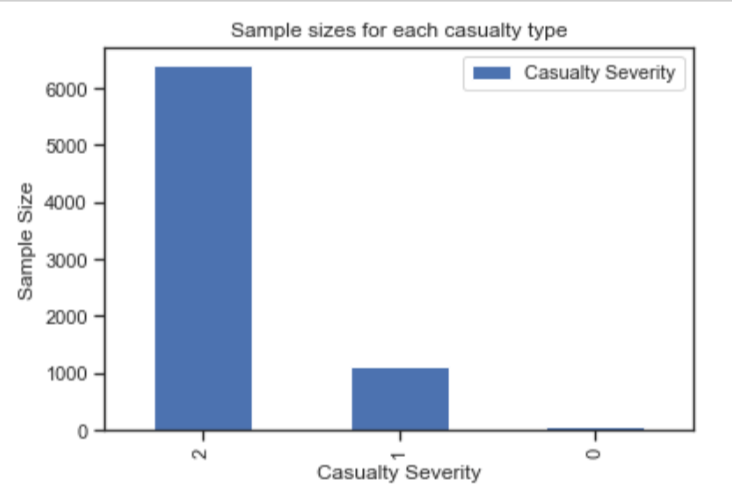 Sample sizes for each casualty type
Casualty Severity
6000
5000
4000
3000
2000
1000
0
Sample Size
2
1
0
Casualty Severity